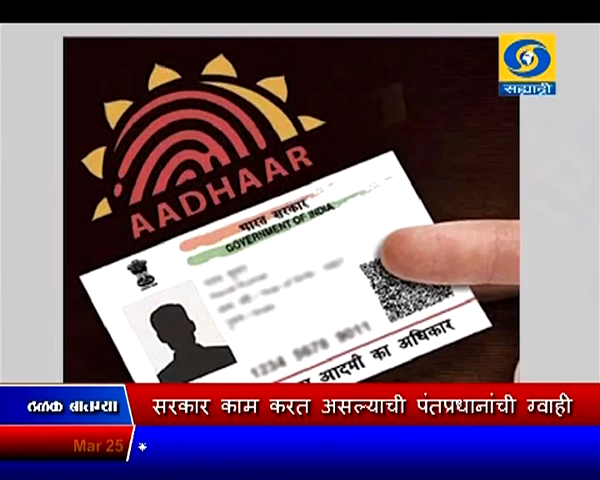 सह्याद्री
AADHAAR
भारत सरकार
GOVERNMENT OF INDIA
1234 5678 9011
आदमी का अधिकार
ठळक बातम्या
सरकार काम करत असल्याची पंतप्रधानांची ग्वाही
Mar 25
*